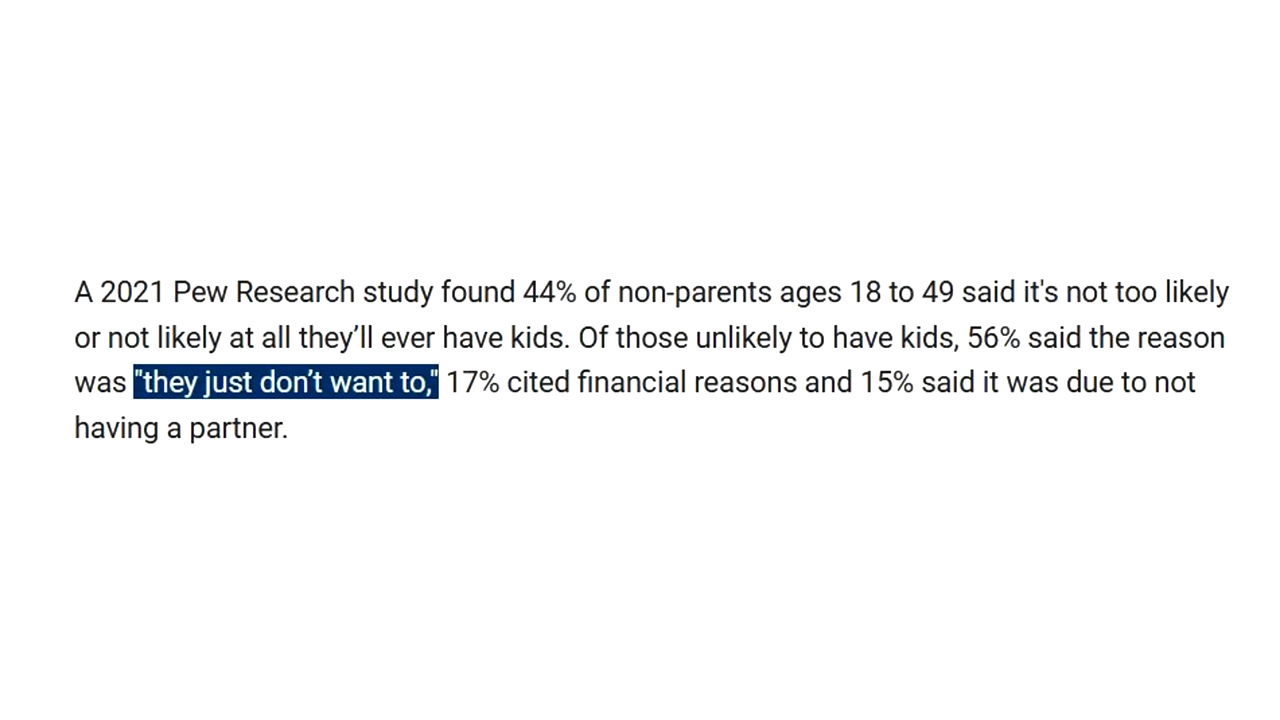 A 2021 Pew Research study found 44% of non-parents ages 18 to 49 said it's not too likely
or not likely at all they’ll ever have kids. Of those unlikely to have kids, 56% said the reason
was "they just don’t want to," 17% cited financial reasons and 15% said it was due to not
having a partner.